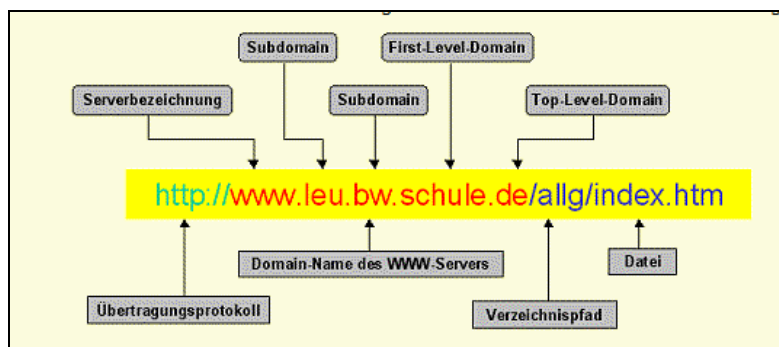 Subdomain
First-Level-Domain
Serverbezeichnung
Subdomain
Top-Level-Domain
http://www.leu.bw.schule.de/allg/index.htm
Domain-Name des WWW-Servers
Datei
Übertragungsprotokoll
Verzeichnispfad